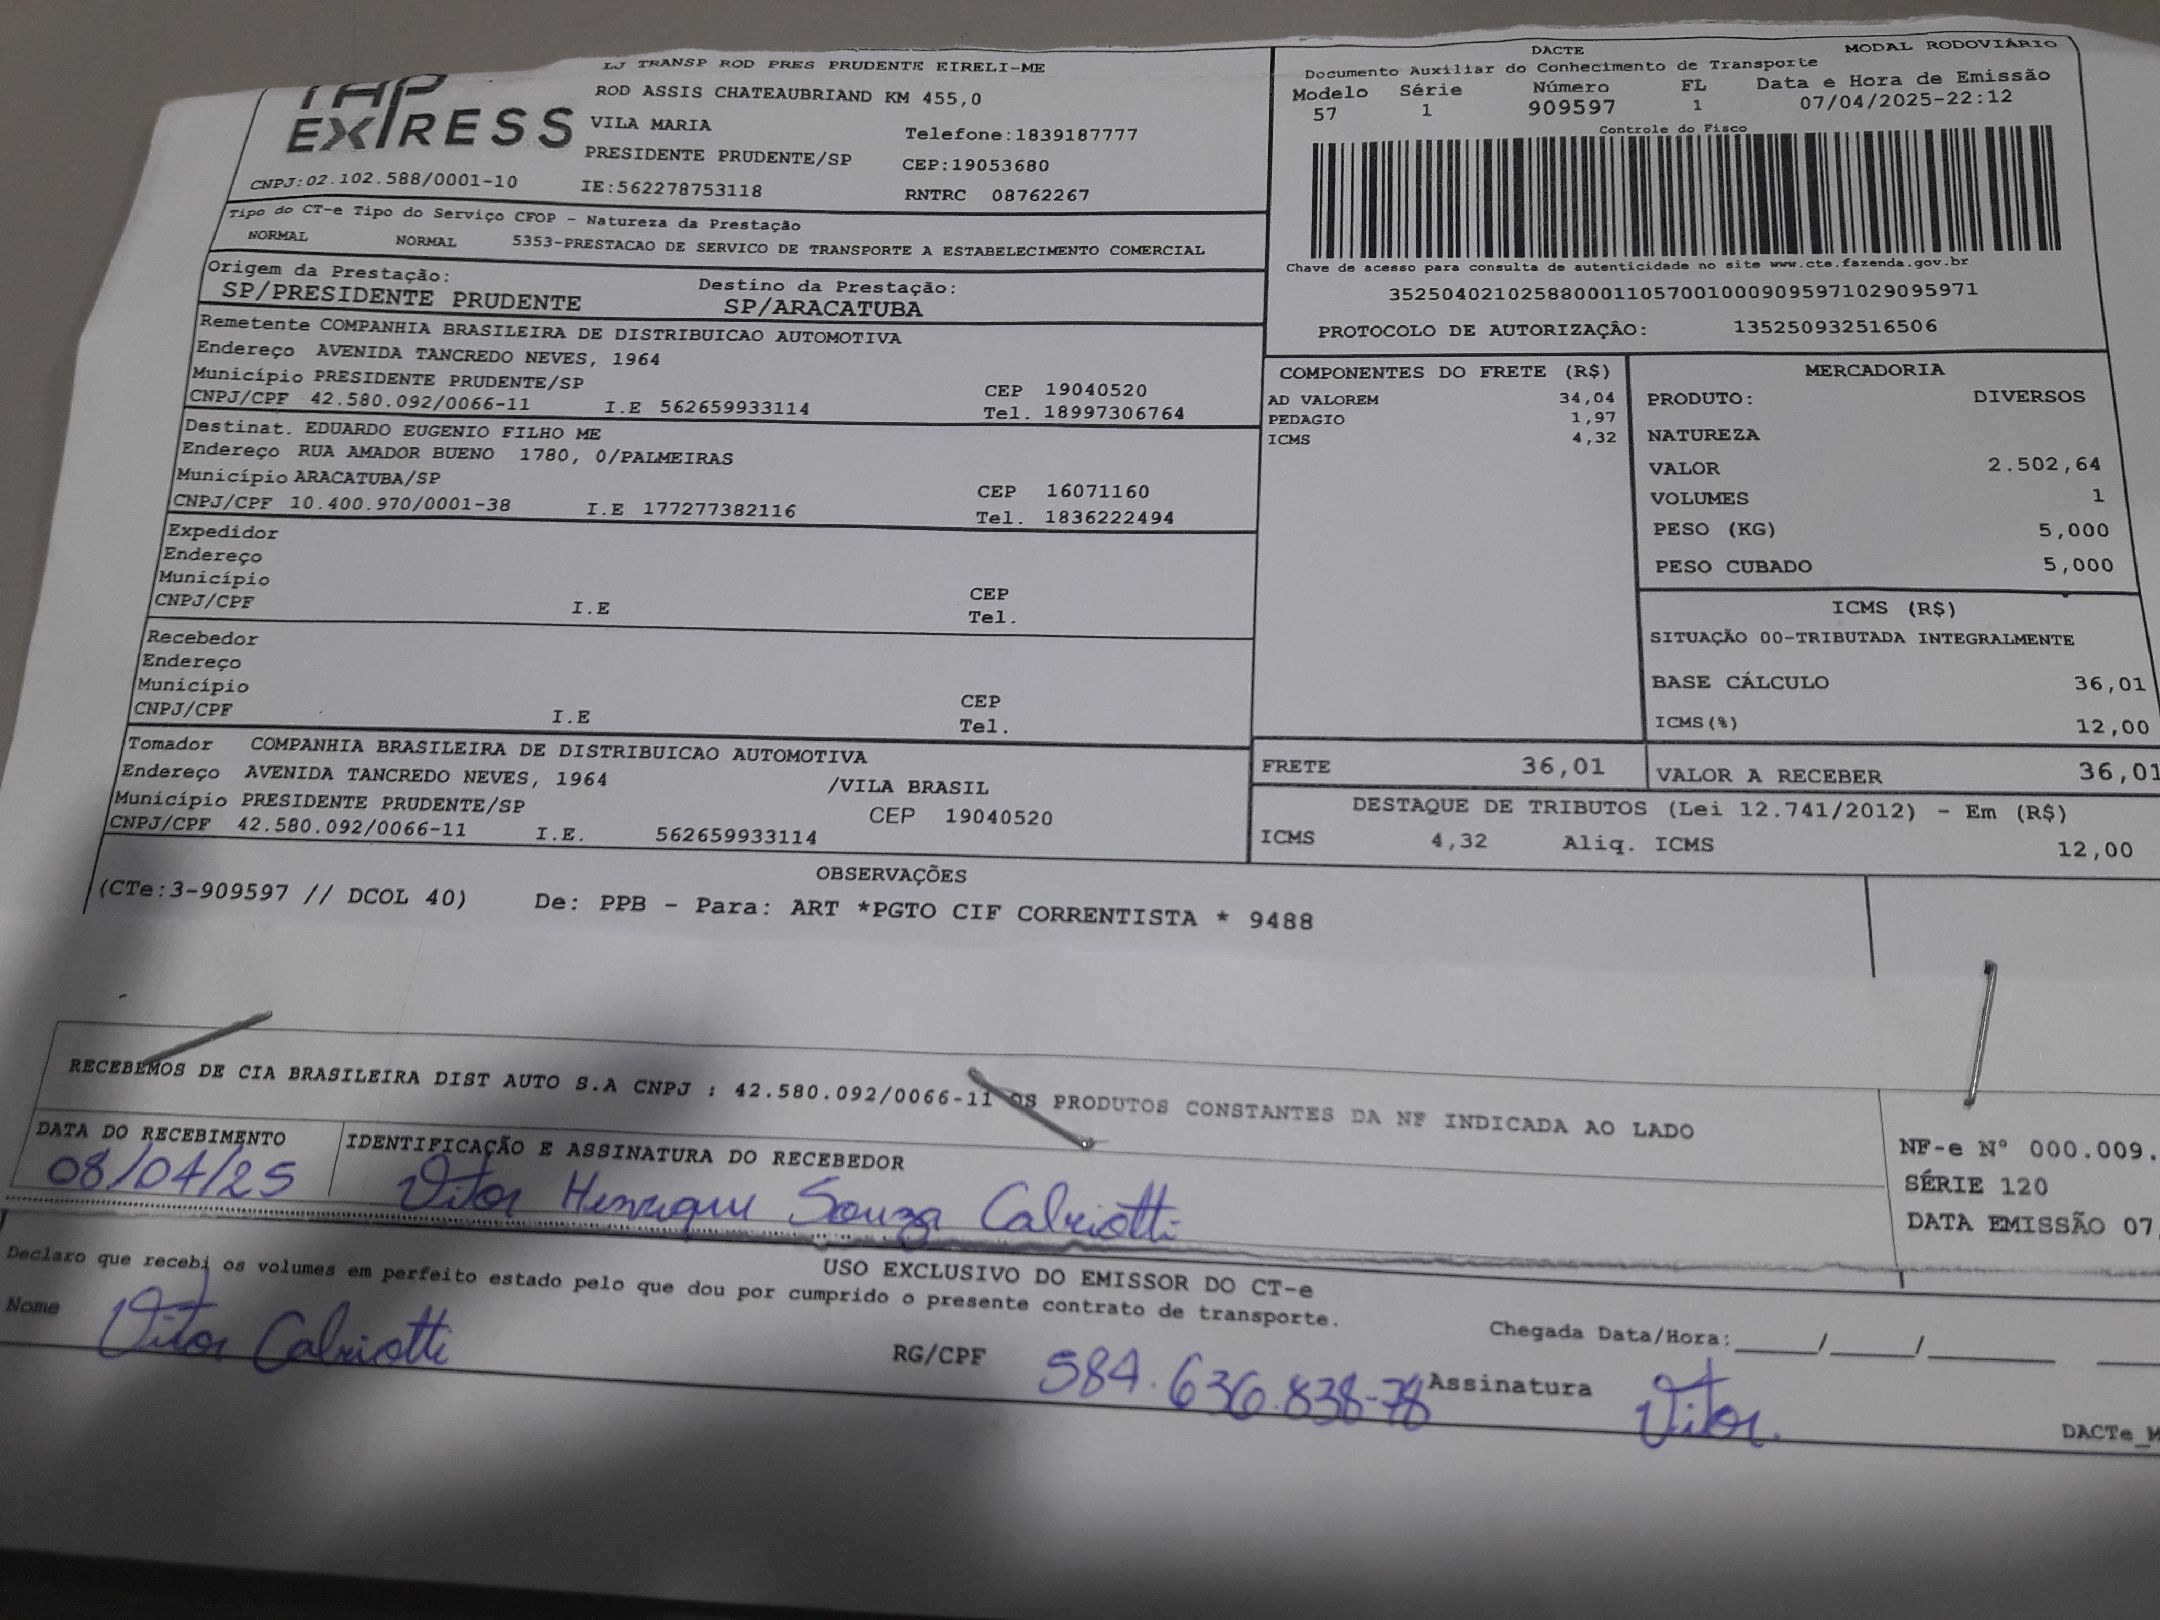 LJ TRANSP ROD PRES PRUDENTE EIRELI-ME
ROD ASSIS CHATEAUBRIAND KM 455,0
EXPRESS
VILA MARIA
Telefone:1839187777
PRESIDENTE PRUDENTE/SP
CEP:19053680
CNPJ:02.102.588/0001-10 IE:562278753118
RNTRC 08762267
DACTE MODAL RODOVIÁRIO
Documento Auxiliar do Conhecimento de Transporte
Modelo Série Número FL Data e Hora de Emissão
57 1 909597 1 07/04/2025-22:12
Controle do Fisco
Chave de acesso para consulta de autenticidade no site www.cte.fazenda.gov.br
35250402102588000110570010009095971029095971
PROTOCOLO DE AUTORIZAÇÃO: 135250932516506
Tipo do CT-e Tipo do Serviço CFOP - Natureza da Prestação
NORMAL NORMAL 5353-PRESTACAO DE SERVICO DE TRANSPORTE A ESTABELECIMENTO COMERCIAL
Origem da Prestação: Destino da Prestação:
SP/PRESIDENTE PRUDENTE SP/ARACATUBA
Remetente COMPANHIA BRASILEIRA DE DISTRIBUICAO AUTOMOTIVA
Endereço AVENIDA TANCREDO NEVES, 1964
Município PRESIDENTE PRUDENTE/SP CEP 19040520
CNPJ/CPF 42.580.092/0066-11 I.E 562659933114 Tel. 18997306764
Destinat. EDUARDO EUGENIO FILHO ME
Endereço RUA AMADOR BUENO 1780, 0/PALMEIRAS
Município ARACATUBA/SP CEP 16071160
CNPJ/CPF 10.400.970/0001-38 I.E 177277382116 Tel. 1836222494
Expedidor
Endereço
Município CEP
CNPJ/CPF I.E Tel.
Recebedor
Endereço
Município CEP
CNPJ/CPF I.E Tel.
Tomador COMPANHIA BRASILEIRA DE DISTRIBUICAO AUTOMOTIVA
Endereço AVENIDA TANCREDO NEVES, 1964 /VILA BRASIL
Município PRESIDENTE PRUDENTE/SP CEP 19040520
CNPJ/CPF 42.580.092/0066-11 I.E. 562659933114
COMPONENTES DO FRETE (R$)
AD VALOREM 34,04
PEDAGIO 1,97
ICMS 4,32
MERCADORIA
PRODUTO: DIVERSOS
NATUREZA
VALOR 2.502,64
VOLUMES 1
PESO (KG) 5,000
PESO CUBADO 5,000
ICMS (R$)
SITUAÇÃO 00-TRIBUTADA INTEGRALMENTE
BASE CÁLCULO 36,01
ICMS(%) 12,00
FRETE 36,01 VALOR A RECEBER 36,01
DESTAQUE DE TRIBUTOS (Lei 12.741/2012) - Em (R$)
ICMS 4,32 Aliq. ICMS 12,00
OBSERVAÇÕES
(CTe:3-909597 // DCOL 40) De: PPB - Para: ART *PGTO CIF CORRENTISTA * 9488
RECEBEMOS DE CIA BRASILEIRA DIST AUTO S.A CNPJ : 42.580.092/0066-11 OS PRODUTOS CONSTANTES DA NF INDICADA AO LADO
DATA DO RECEBIMENTO IDENTIFICAÇÃO E ASSINATURA DO RECEBEDOR
08/04/25 Vitor Henrique Souza Calriotti
NF-e Nº 000.009.
SÉRIE 120
DATA EMISSÃO 07
USO EXCLUSIVO DO EMISSOR DO CT-e
Declaro que recebi os volumes em perfeito estado pelo que dou por cumprido o presente contrato de transporte.
Nome Vitor Calriotti
RG/CPF 584.636.838-78
Chegada Data/Hora:____/____/______
Assinatura Vitor.
DACTe_M